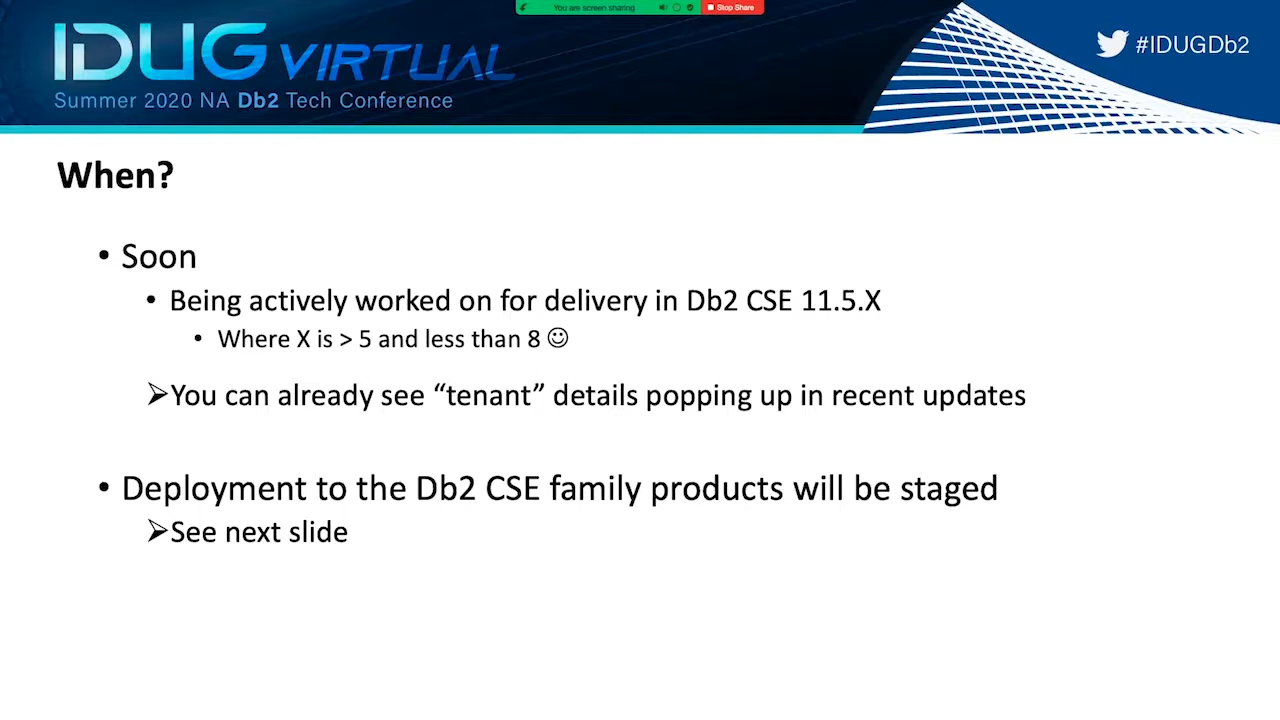 You are screen sharing
Stop Share
IDUG VIRTUAL
#IDUGDb2
Summer 2020 NA Db2 Tech Conference
When?
• Soon
• Being actively worked on for delivery in Db2 CSE 11.5.X
• Where X is > 5 and less than 8 ☺
➢You can already see “tenant” details popping up in recent updates
• Deployment to the Db2 CSE family products will be staged
➢See next slide